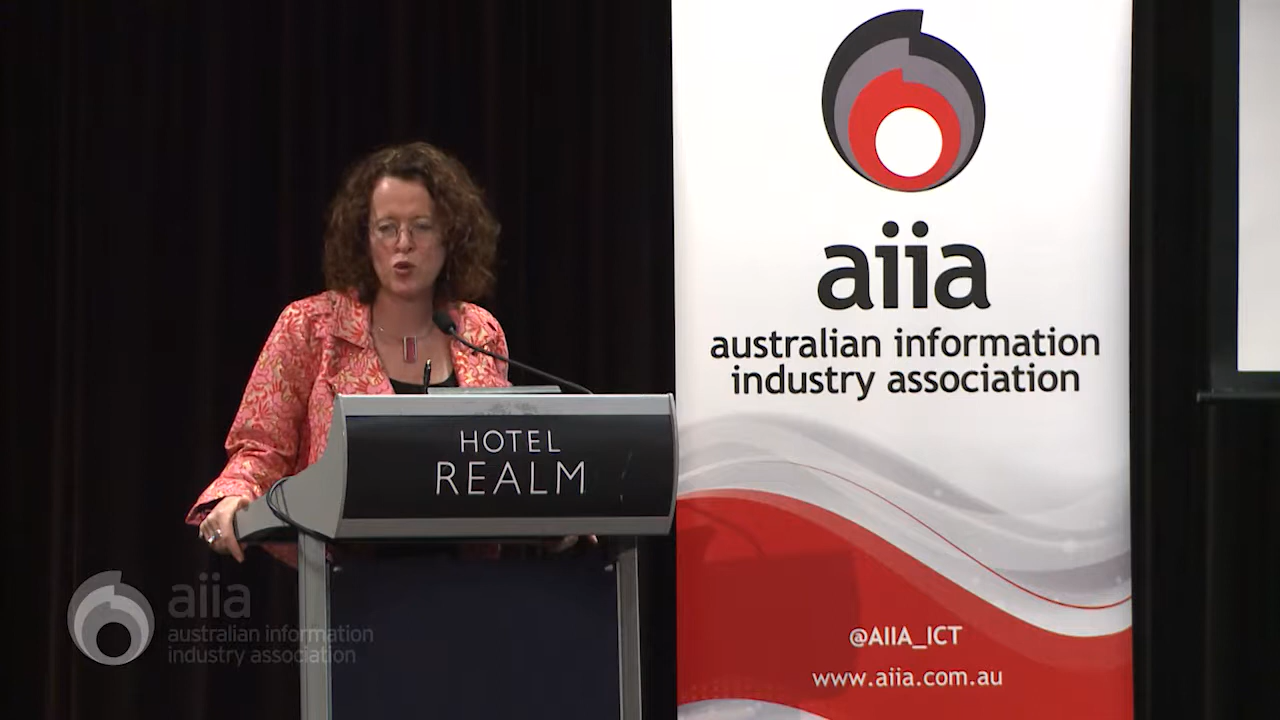 aiia
australian information
industry association
HOTEL
REALM
@AIIA_ICT
www.aiia.com.au
aiia
australian information
industry association